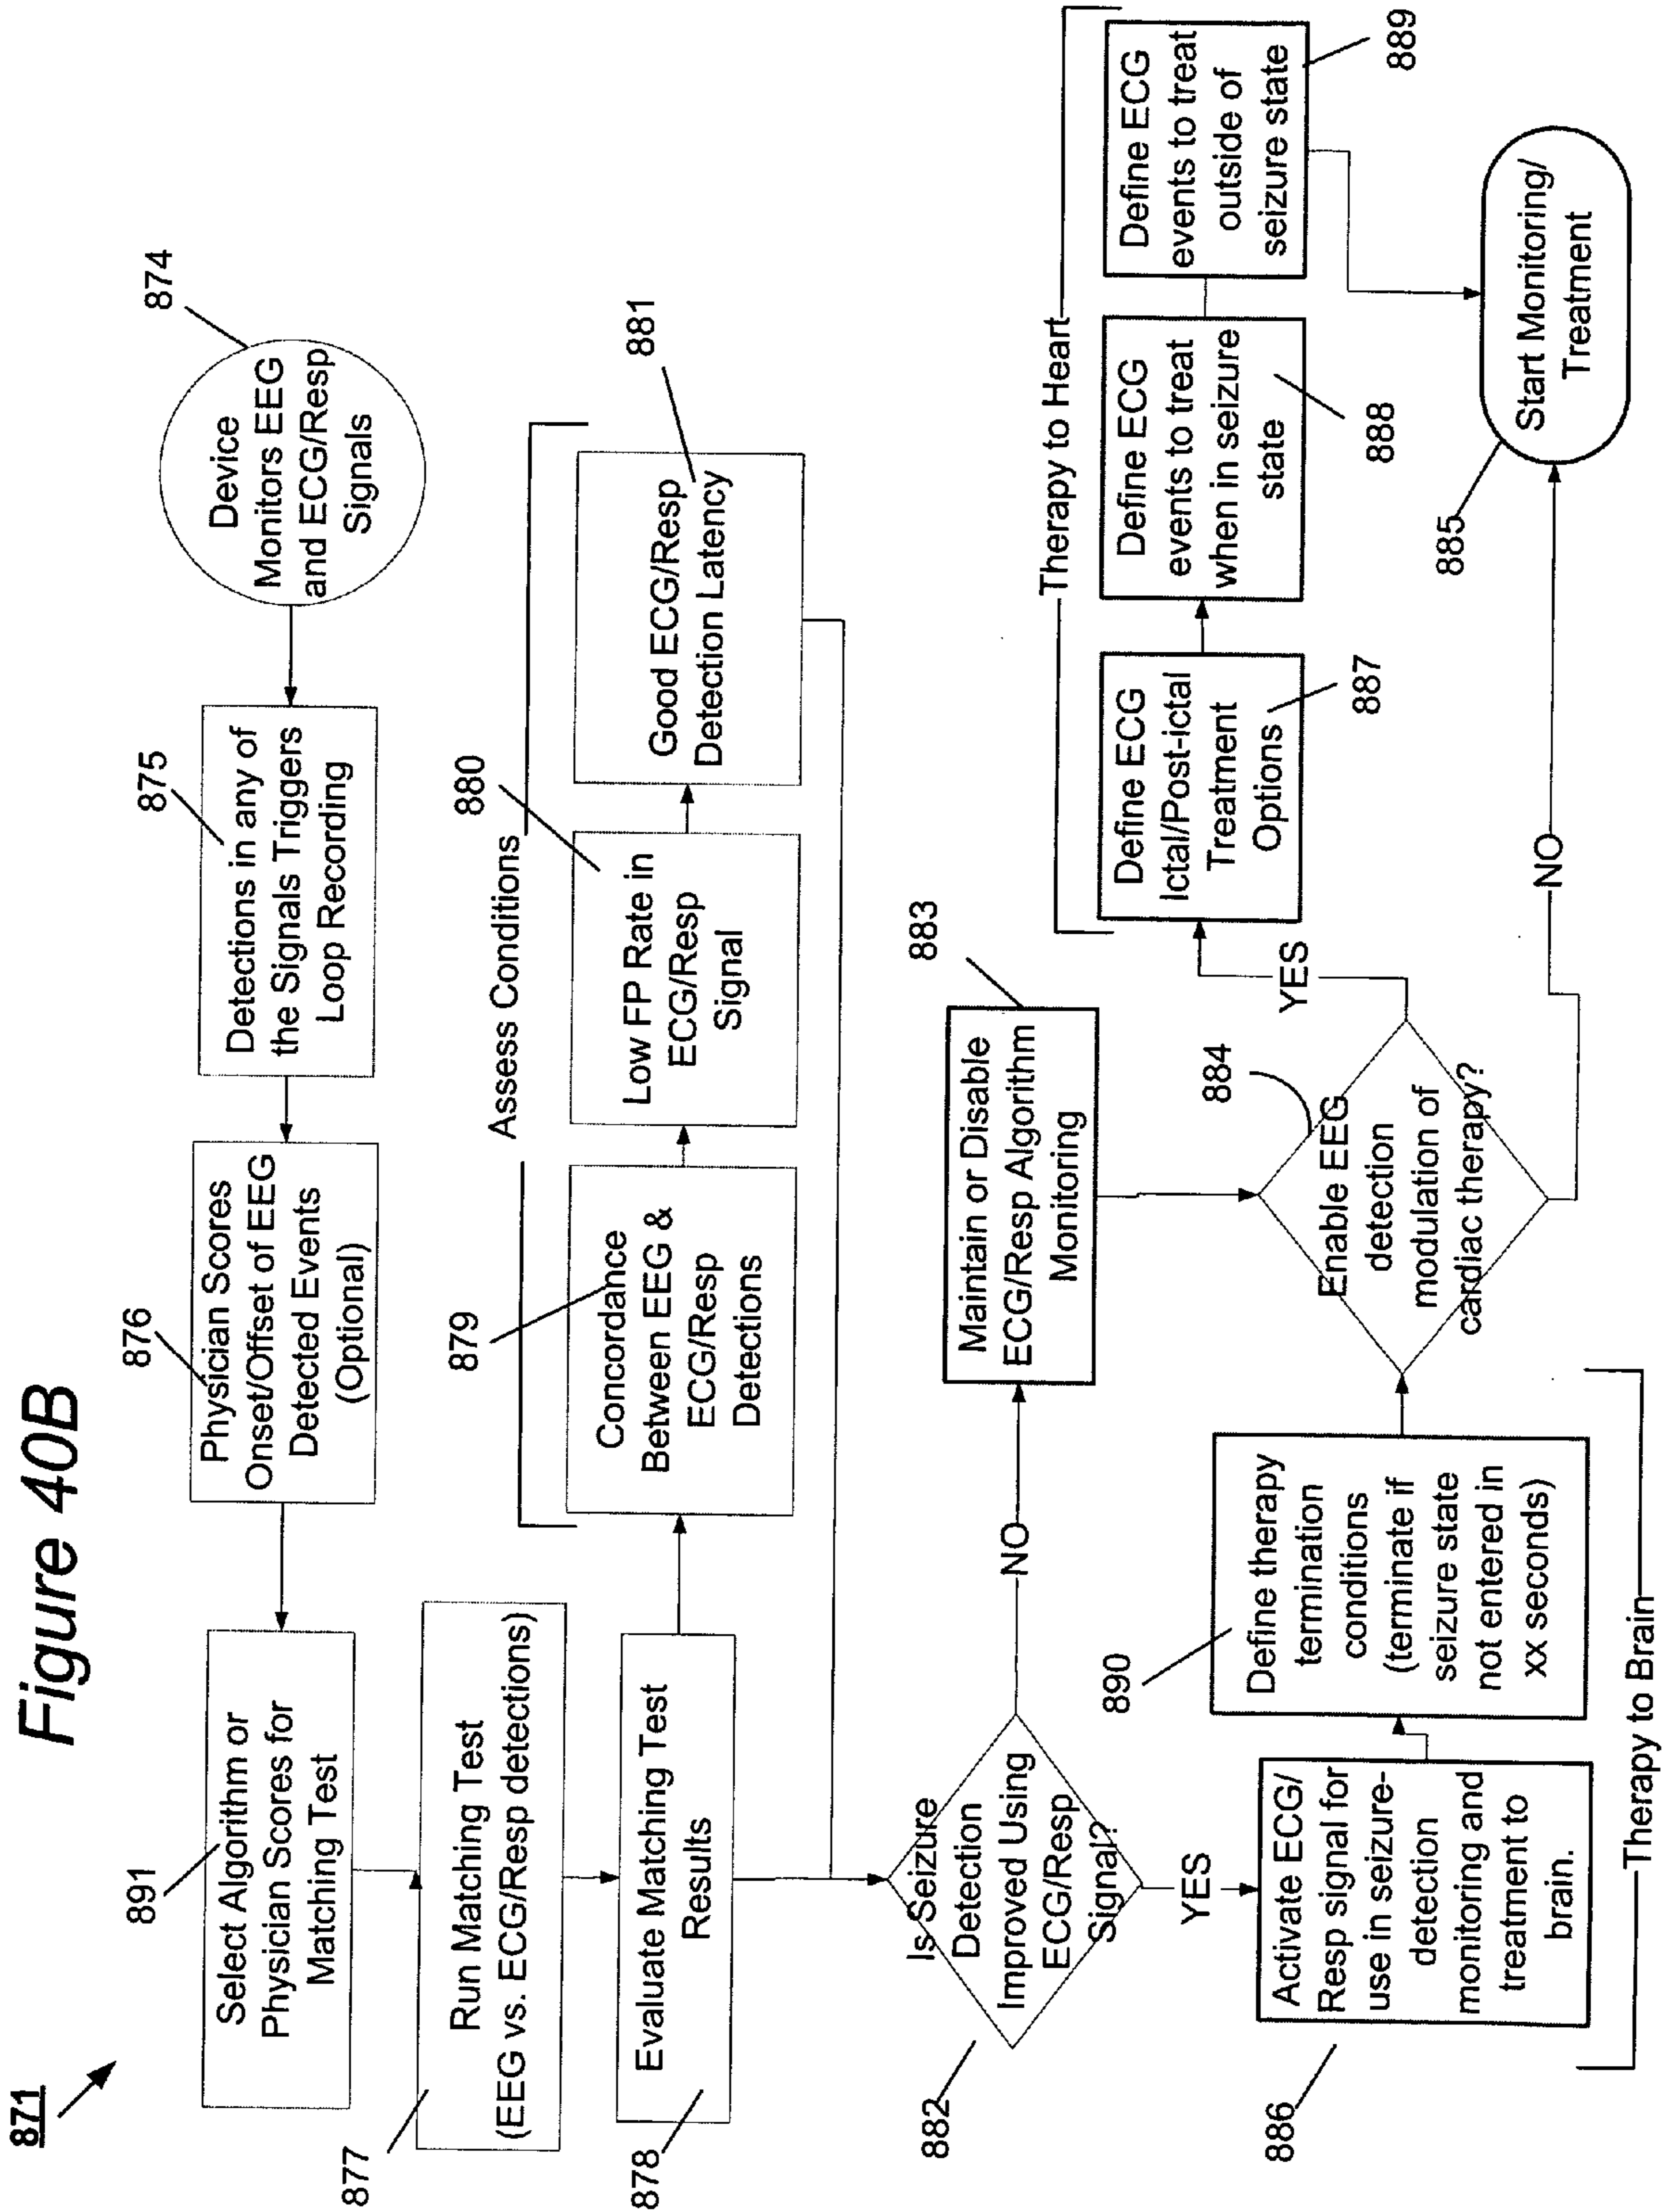 Figure 40B
871
874
Device
Monitors EEG
and ECG/Resp
Signals
875
Detections in any of
the Signals Triggers
Loop Recording
876
Physician Scores
Onset/Offset of EEG
Detected Events
(Optional)
891
Select Algorithm or
Physician Scores for
Matching Test
877
Run Matching Test
(EEG vs. ECG/Resp detections)
878
Evaluate Matching Test
Results
Assess Conditions
879
Concordance
Between EEG &
ECG/Resp
Detections
880
Low FP Rate in
ECG/Resp
Signal
881
Good ECG/Resp
Detection Latency
882
Is Seizure
Detection
Improved Using
ECG/Resp
Signal?
NO
883
Maintain or Disable
ECG/Resp Algorithm
Monitoring
YES
886
Activate ECG/
Resp signal for
use in seizure-
detection
monitoring and
treatment to
brain.
890
Define therapy
termination
conditions
(terminate if
seizure state
not entered in
xx seconds)
Therapy to Brain
884
Enable EEG
detection
modulation of
cardiac therapy?
YES
NO
Therapy to Heart
Define ECG
Ictal/Post-ictal
Treatment
Options
887
Define ECG
events to treat
when in seizure
state
888
Define ECG
events to treat
outside of
seizure state
889
885
Start Monitoring/
Treatment